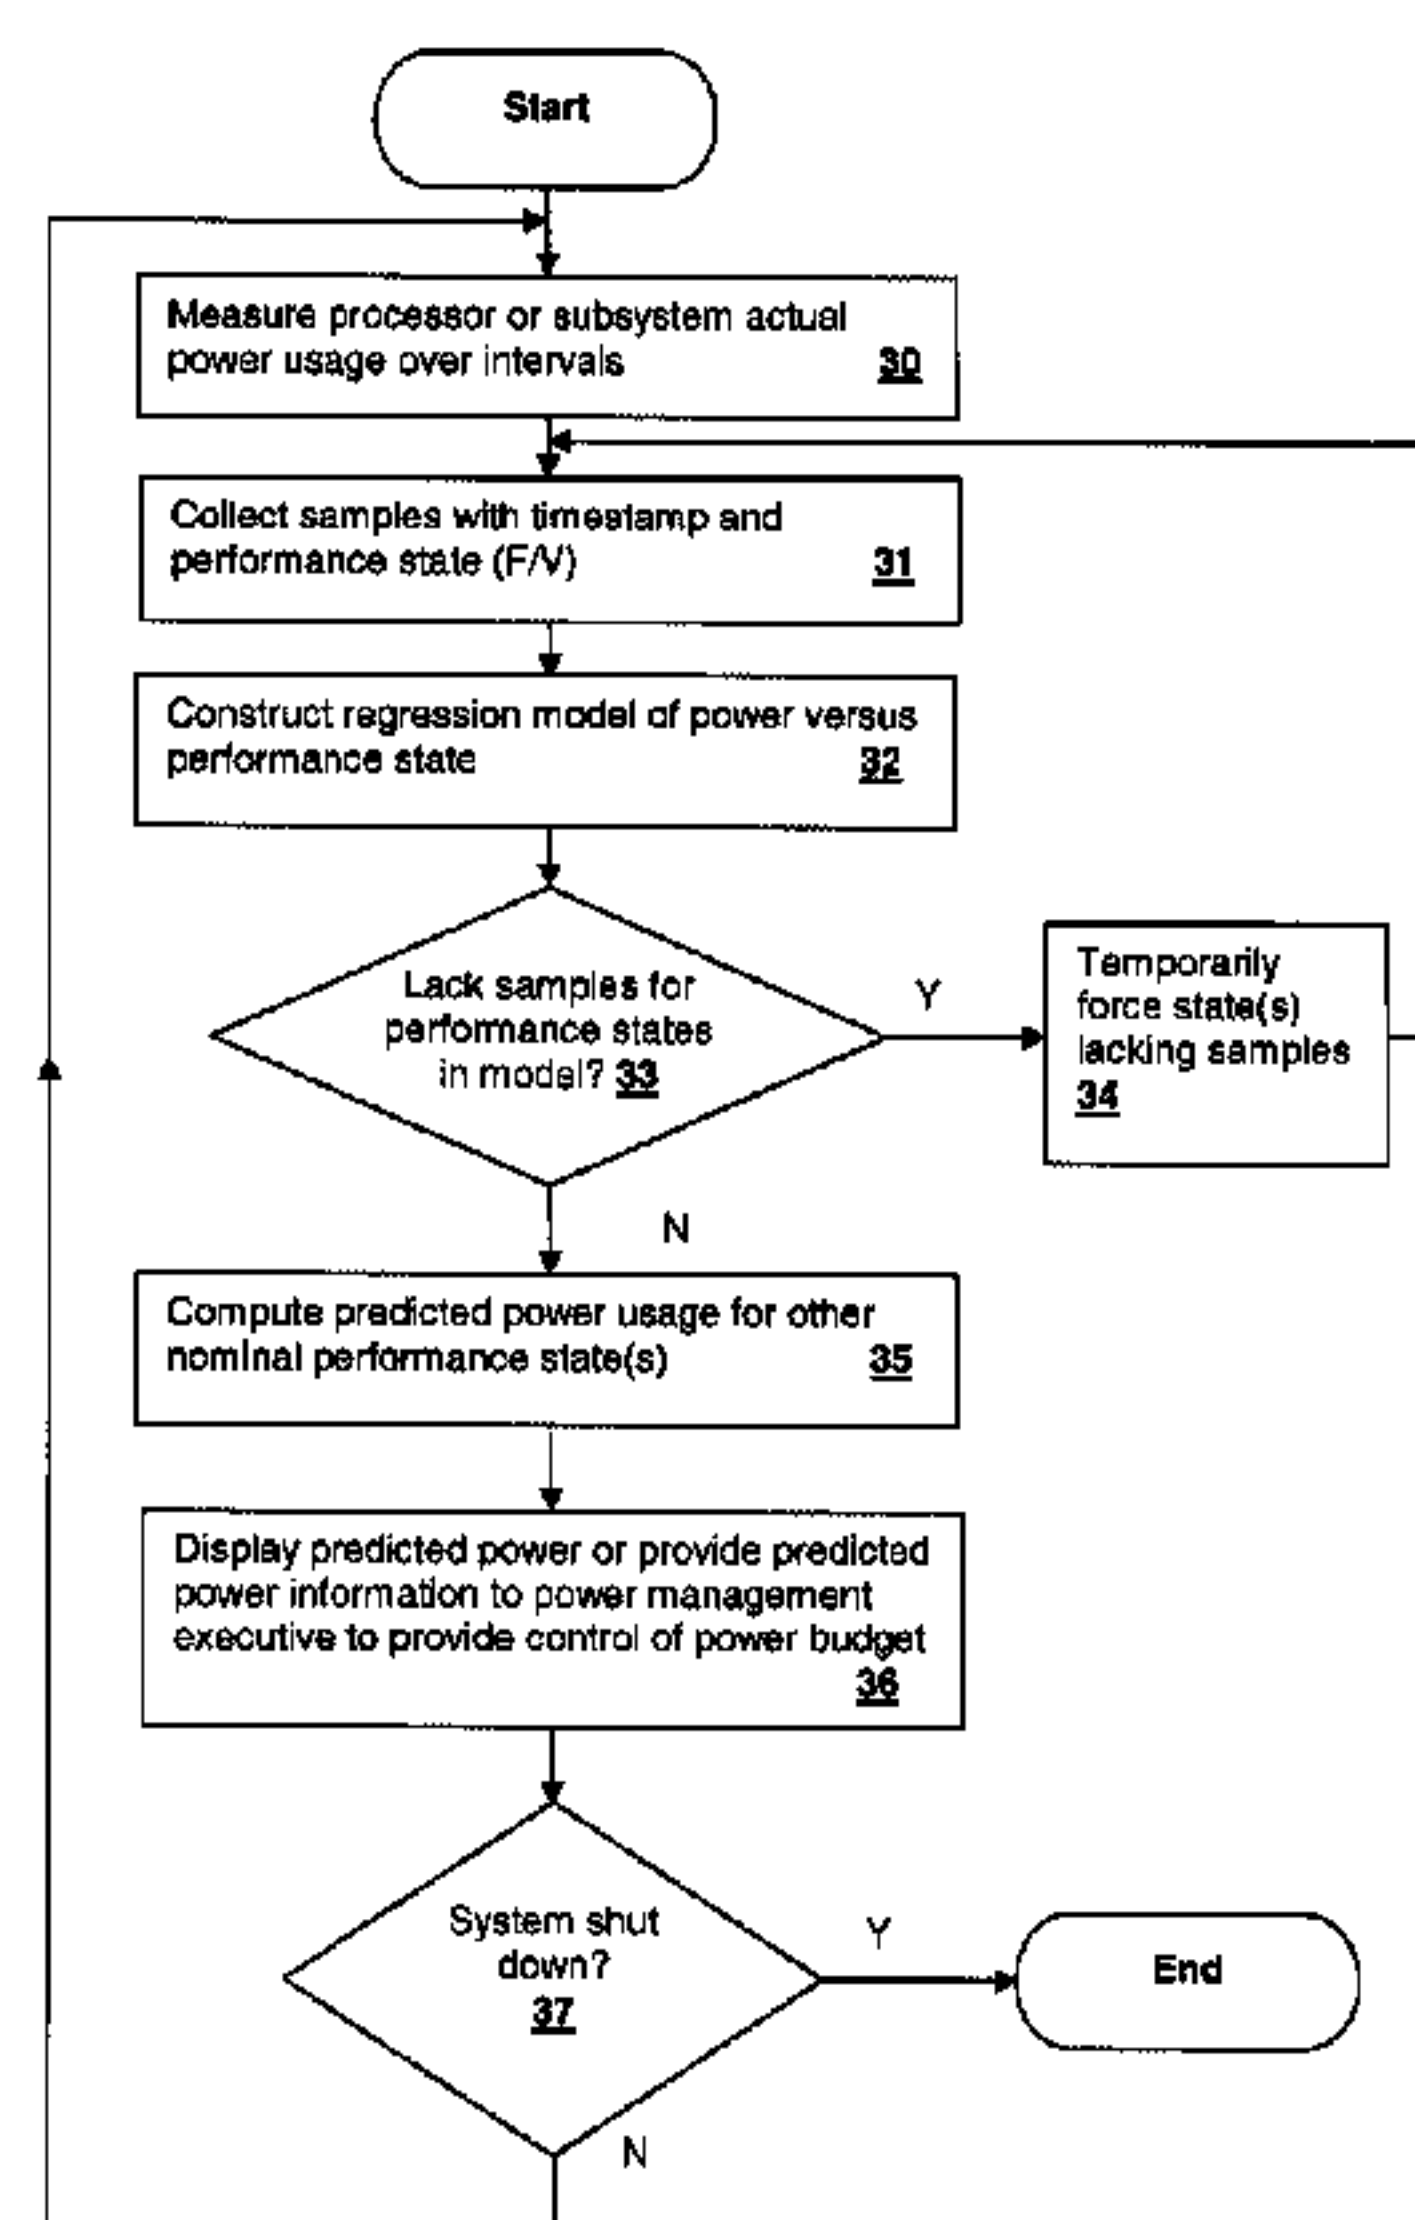 Start
Measure processor or subsystem actual
power usage over intervals 30
Collect samples with timestamp and
performance state (F/V) 31
Construct regression model of power versus
performance state 32
Lack samples for
performance states
in model? 33
Y
Temporarily
force state(s)
lacking samples
34
N
Compute predicted power usage for other
nominal performance state(s) 35
Display predicted power or provide predicted
power information to power management
executive to provide control of power budget
36
System shut
down?
37
Y
End
N